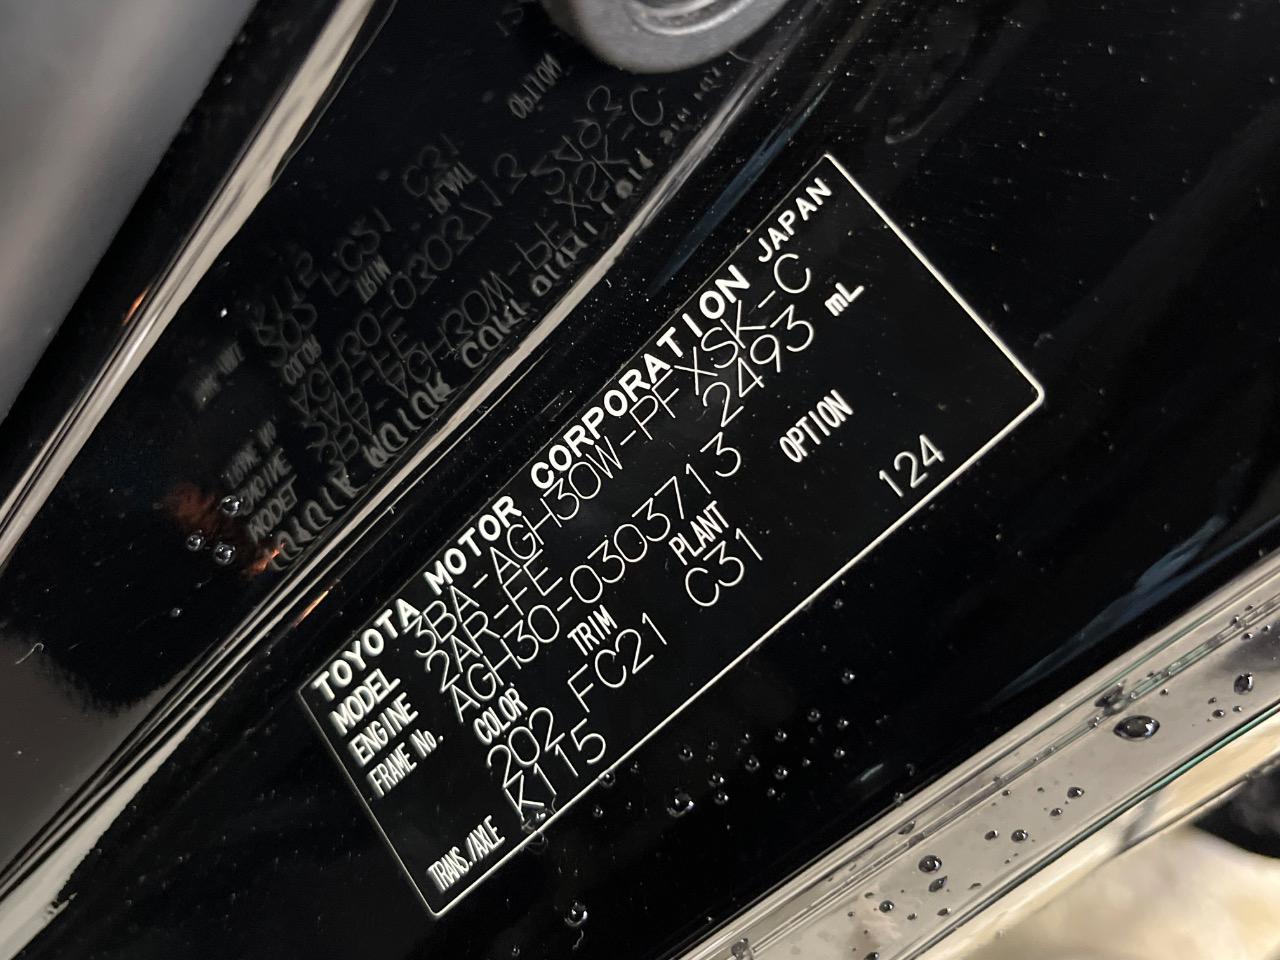 TOYOTA MOTOR CORPORATION JAPAN
MODEL 3BA-AGH30W-PFXSK-C
ENGINE 2AR-FE 2493 mL
FRAME No. AGH30-0303713
COLOR TRIM PLANT OPTION
202 FC21 C31 124
TRANS./AXLE K115